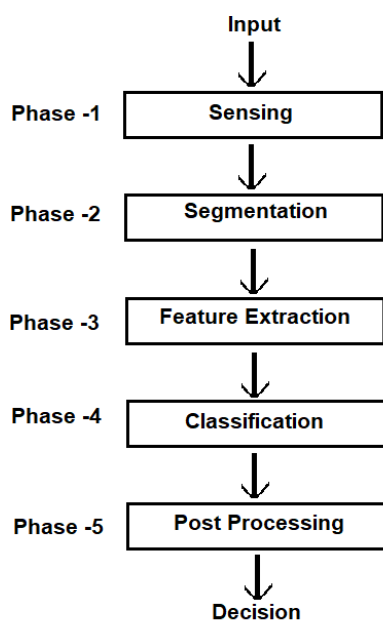 Input
Phase -1 Sensing
Phase -2 Segmentation
Phase -3 Feature Extraction
Phase -4 Classification
Phase -5 Post Processing
Decision